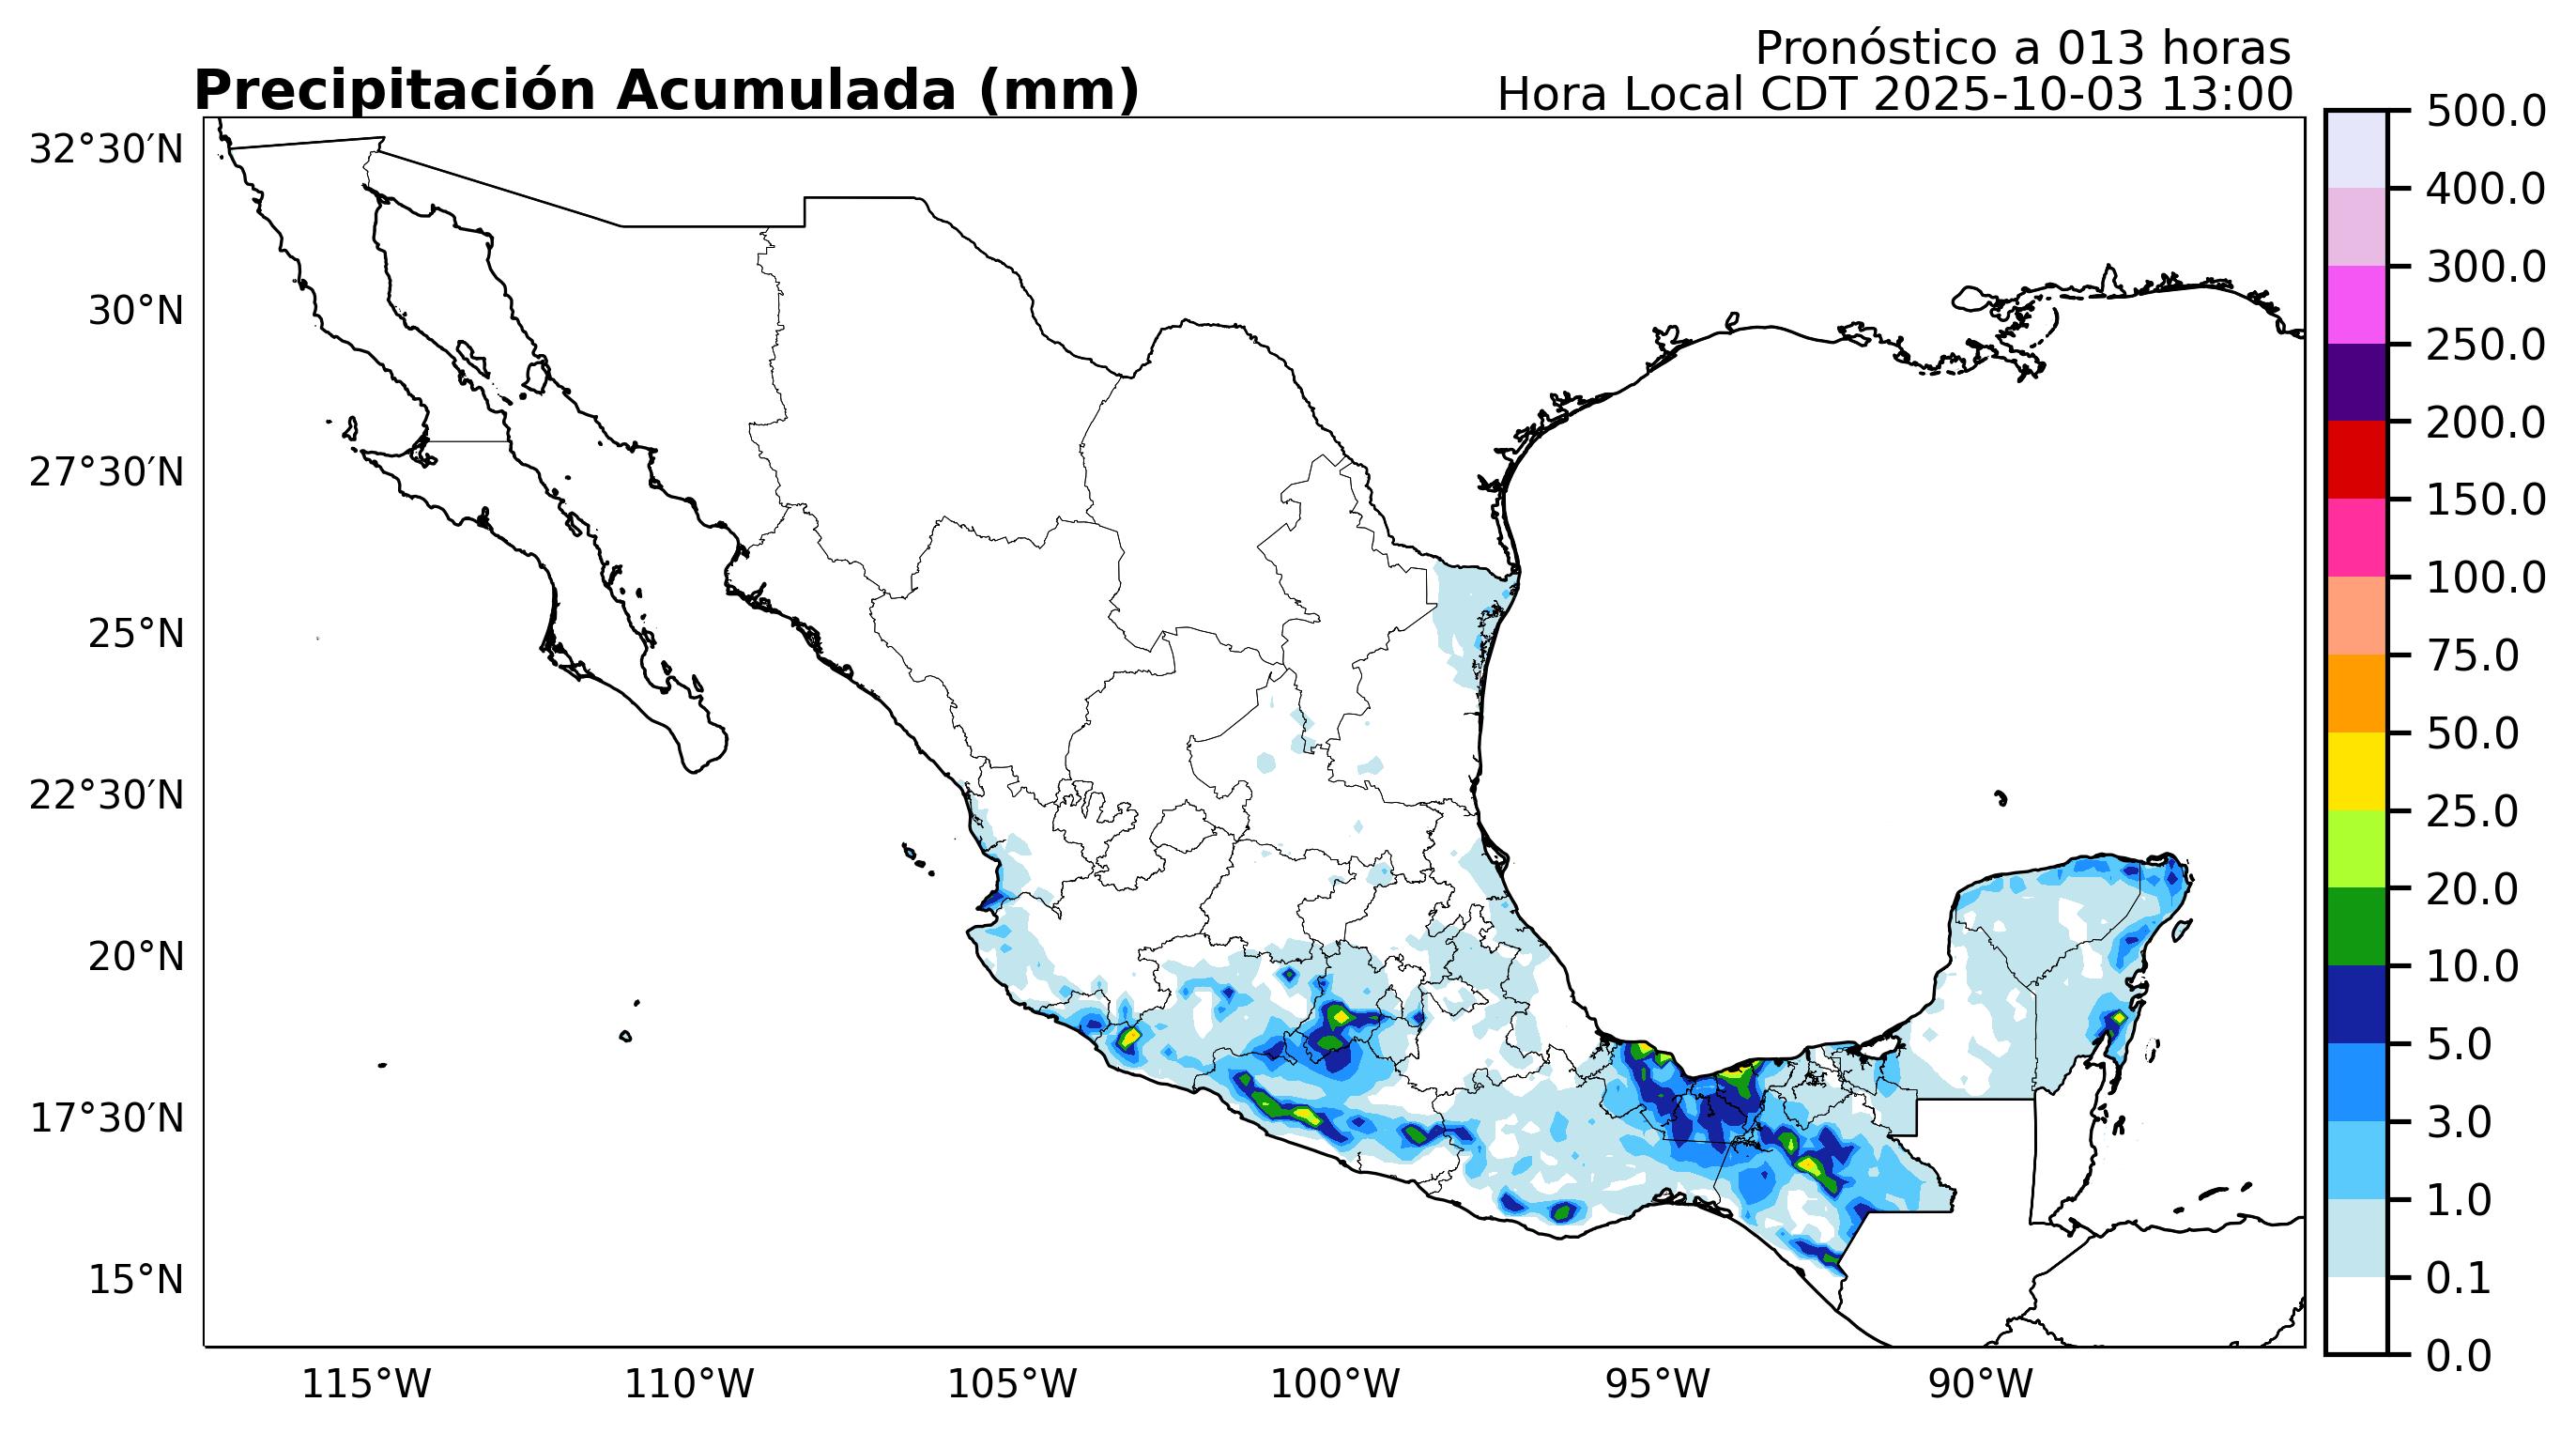 Pronóstico a 013 horas
Precipitación Acumulada (mm)
Hora Local CDT 2025-10-03 13:00
32°30′N
30°N
27°30′N
25°N
22°30′N
20°N
17°30′N
15°N
115°W
110°W
105°W
100°W
95°W
90°W
500.0
400.0
300.0
250.0
200.0
150.0
100.0
75.0
50.0
25.0
20.0
10.0
5.0
3.0
1.0
0.1
0.0